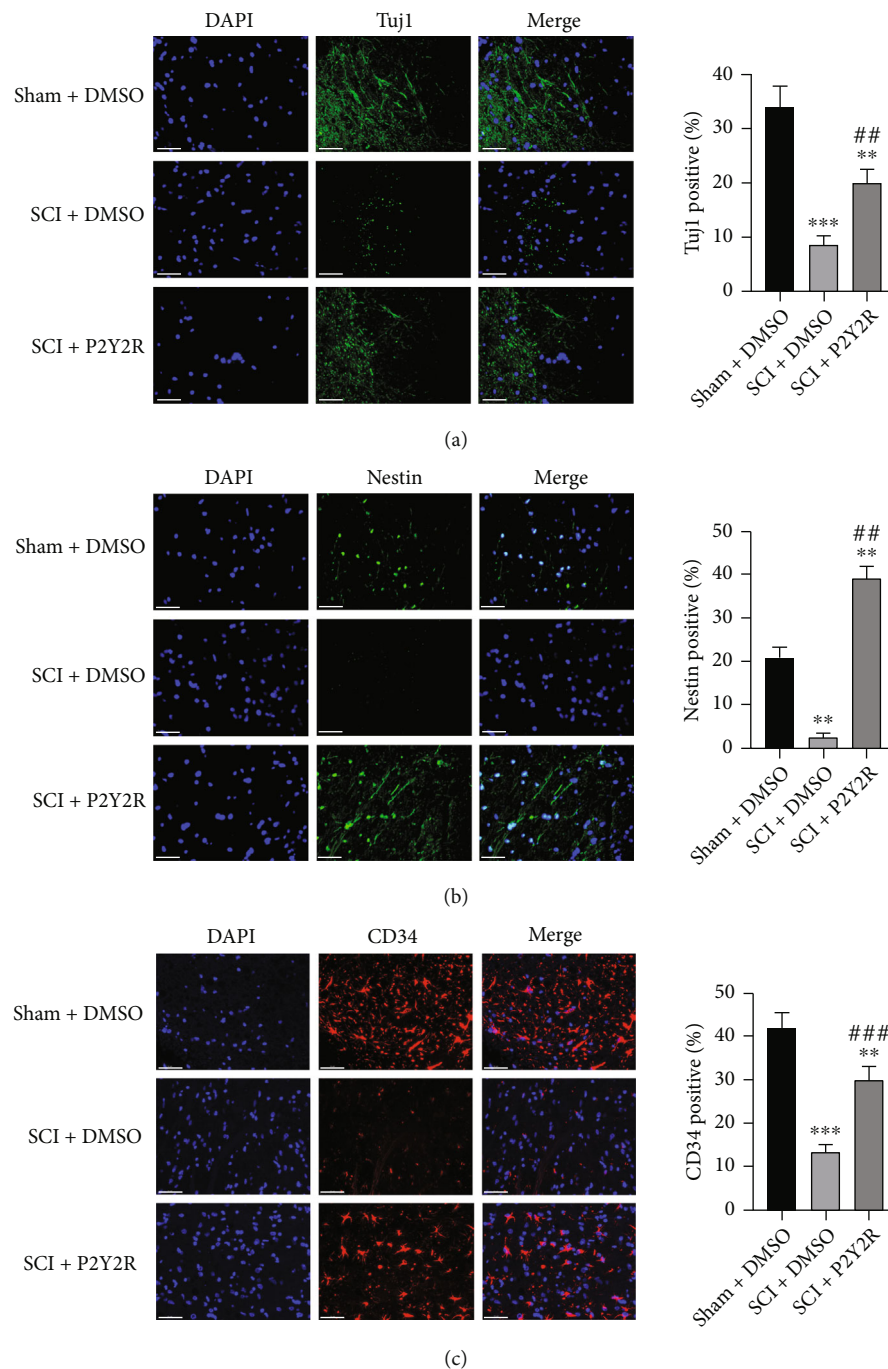 DAPI Tuj1 Merge
Sham + DMSO
SCI + DMSO
SCI + P2Y2R
Tuj1 positive (%)
40
30
20
10
0
***
##
**
Sham + DMSO
SCI + DMSO
SCI + P2Y2R
(a)
DAPI Nestin Merge
Sham + DMSO
SCI + DMSO
SCI + P2Y2R
Nestin positive (%)
50
40
30
20
10
0
**
##
**
Sham + DMSO
SCI + DMSO
SCI + P2Y2R
(b)
DAPI CD34 Merge
Sham + DMSO
SCI + DMSO
SCI + P2Y2R
CD34 positive (%)
50
40
30
20
10
0
***
###
**
Sham + DMSO
SCI + DMSO
SCI + P2Y2R
(c)